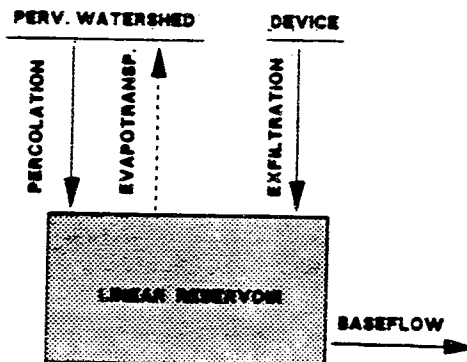 PERV. WATERSHED
DEVICE
PERCOLATION
EVAPOTRANSP.
EXFILTRATION
LINEAR RESERVOIR
BASEFLOW